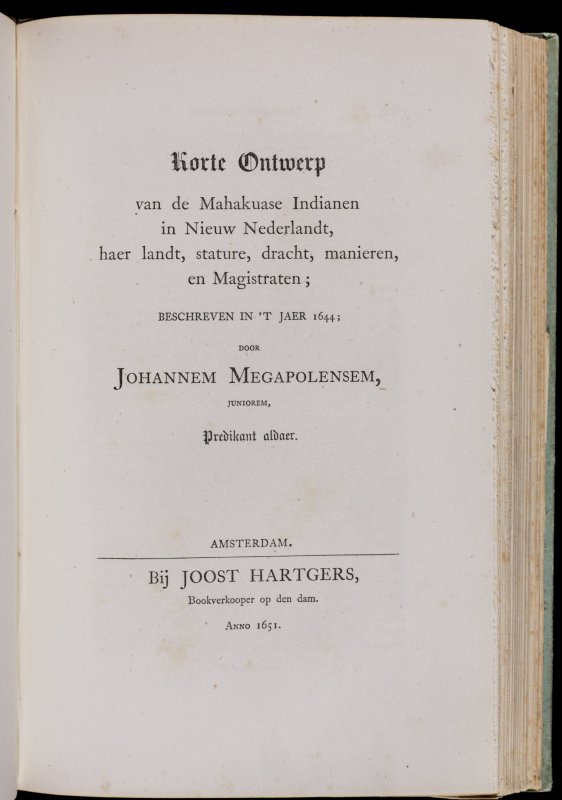 Korte Ontwerp
van de Mahakuase Indianen
in Nieuw Nederlandt,
haer landt, stature, dracht, manieren,
en Magistraten;
BESCHREVEN IN 'T JAER 1644;
DOOR
JOHANNEM MEGAPOLENSEM,
JUNIOREM,
Predikant aldaer.
AMSTERDAM.
Bij JOOST HARTGERS,
Bookverkooper op den dam.
ANNO 1651.